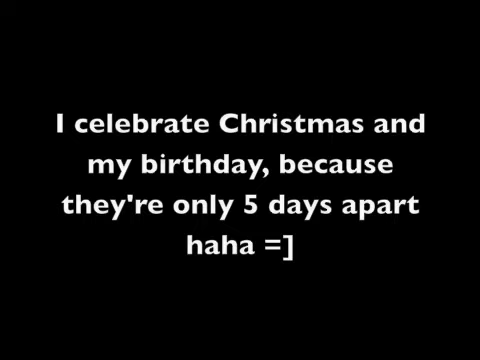 I celebrate Christmas and
my birthday, because
they're only 5 days apart
haha =]